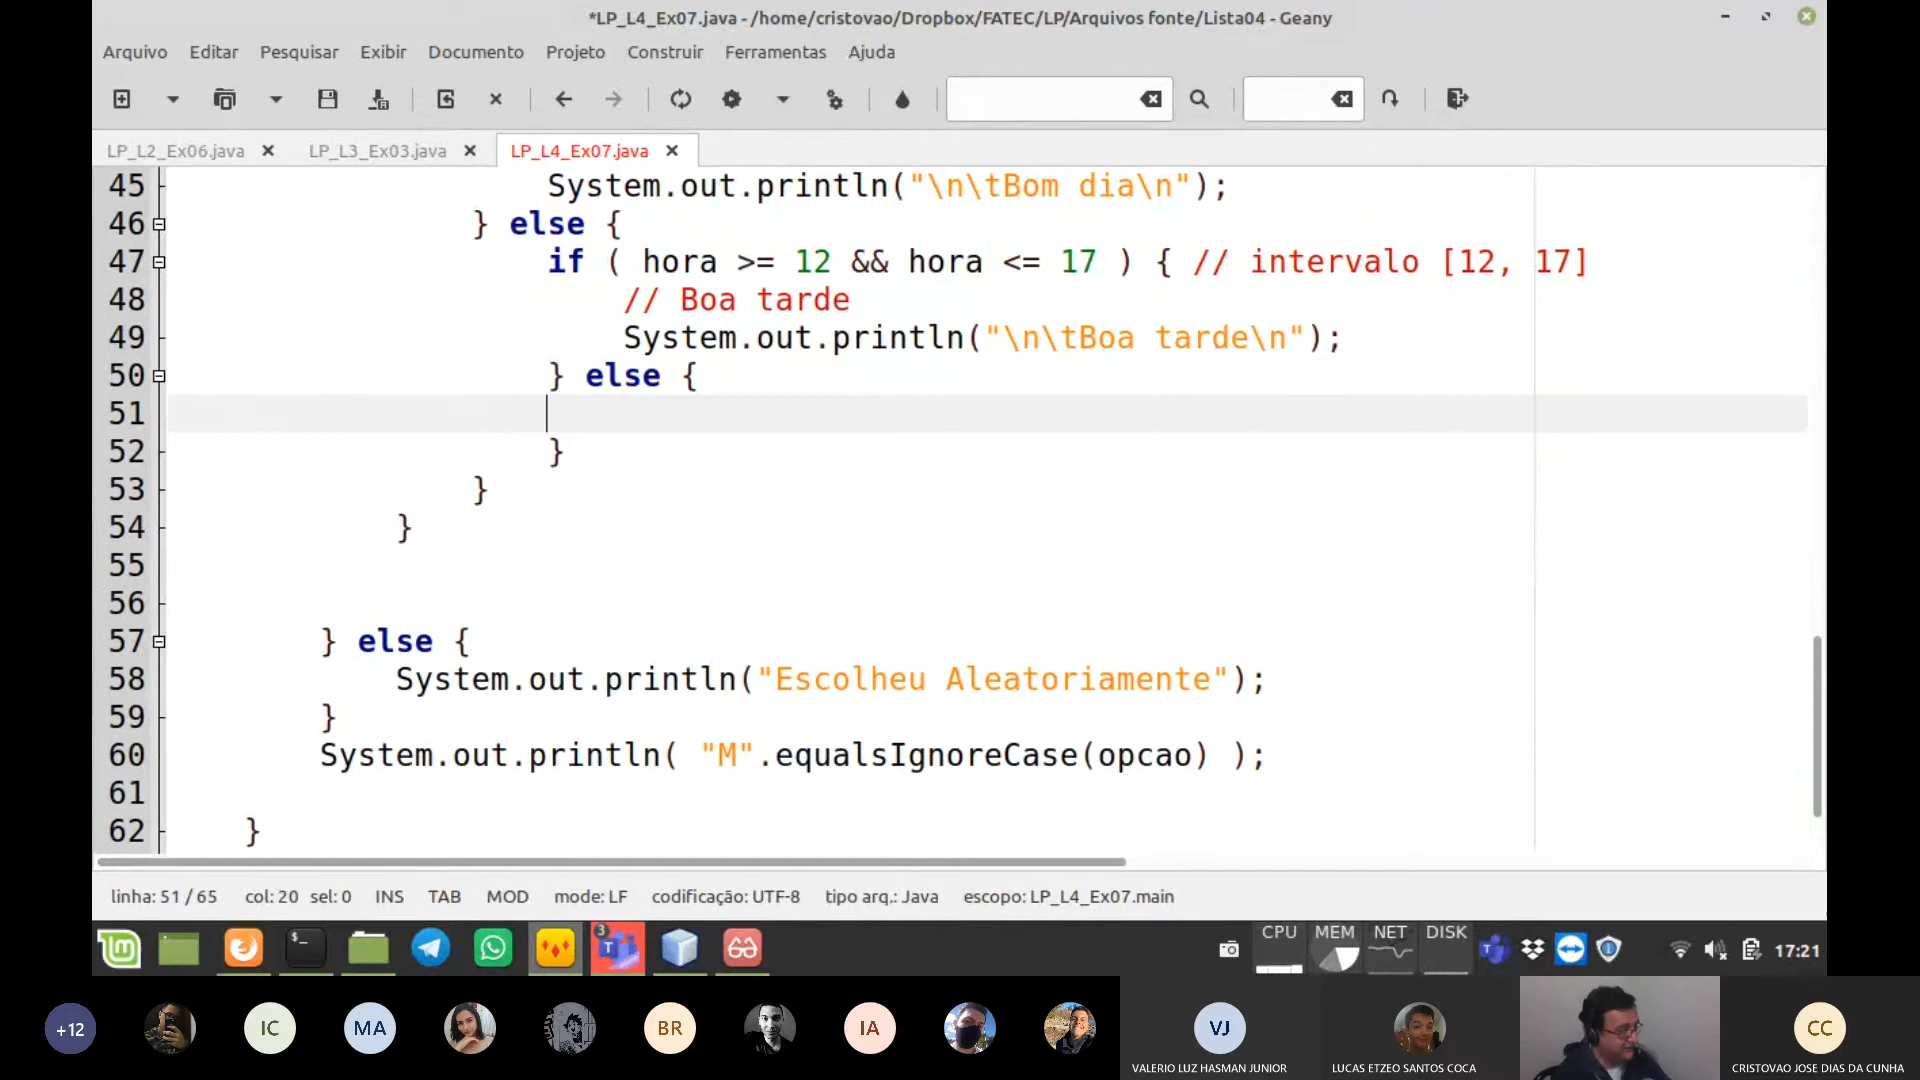 *LP_L4_Ex07.java - /home/cristovao/Dropbox/FATEC/LP/Arquivos fonte/Lista04 - Geany
Arquivo Editar Pesquisar Exibir Documento Projeto Construir Ferramentas Ajuda
LP_L2_Ex06.java LP_L3_Ex03.java LP_L4_Ex07.java
45 System.out.println("\n\tBom dia\n");
46 } else {
47 if ( hora >= 12 && hora <= 17 ) { // intervalo [12, 17]
48 // Boa tarde
49 System.out.println("\n\tBoa tarde\n");
50 } else {
51
52 }
53 }
54 }
55
56
57 } else {
58 System.out.println("Escolheu Aleatoriamente");
59 }
60 System.out.println( "M".equalsIgnoreCase(opcao) );
61
62 }
linha: 51 / 65 col: 20 sel: 0 INS TAB MOD mode: LF codificação: UTF-8 tipo arq.: Java escopo: LP_L4_Ex07.main
3 CPU MEM NET DISK 17:21
+12 IC MA BR IA VJ CC
VALERIO LUZ HASMAN JUNIOR LUCAS ETZEO SANTOS COCA CRISTOVAO JOSE DIAS DA CUNHA